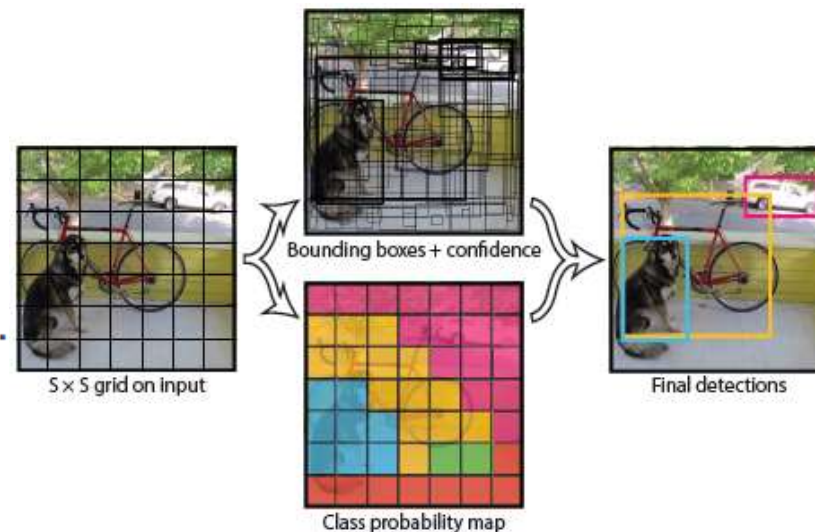 Bounding boxes + confidence
S × S grid on input
Final detections
Class probability map